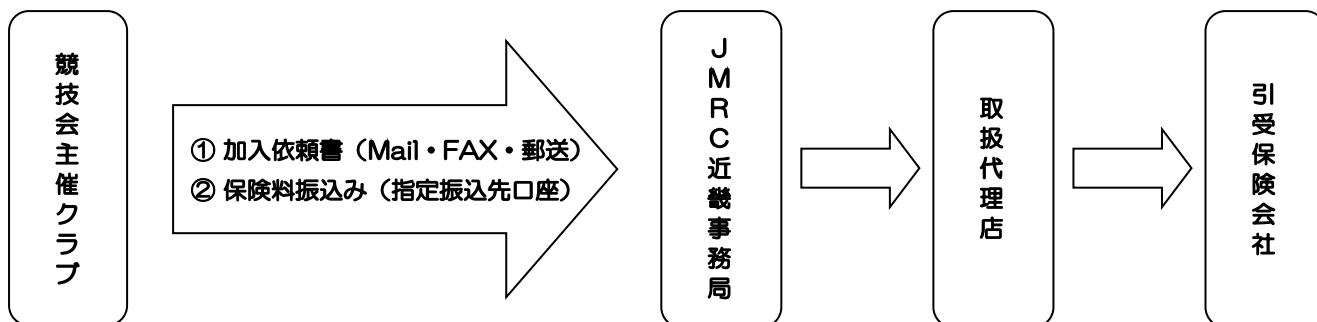 競技会主催クラブ
① 加入依頼書（Mail・FAX・郵送）
② 保険料振込み（指定振込先口座）
JMRC近畿事務局
取扱代理店
引受保険会社